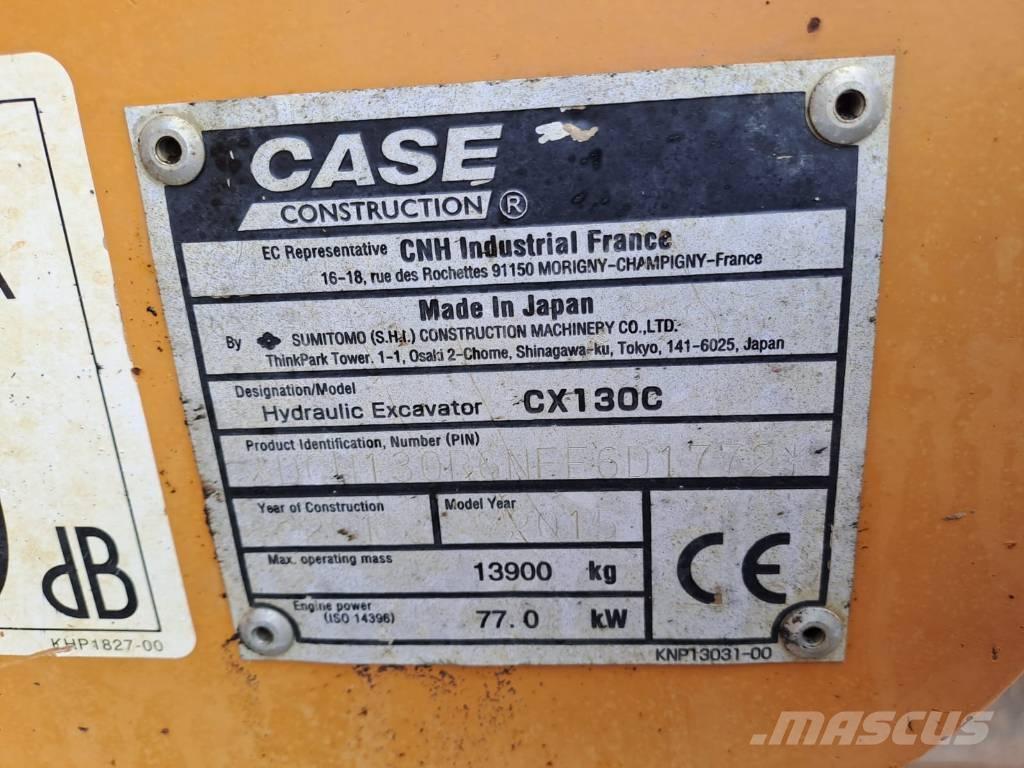 CASE
CONSTRUCTION ®
EC Representative CNH Industrial France
16-18, rue des Rochettes 91150 MORIGNY-CHAMPIGNY-France
Made In Japan
By SUMITOMO (S.H.I.) CONSTRUCTION MACHINERY CO.,LTD.
ThinkPark Tower. 1-1, Osaki 2-Chome, Shinagawa-ku, Tokyo, 141-6025, Japan
Designation/Model
Hydraulic Excavator CX130C
Product Identification, Number (PIN)
Year of Construction Model Year
Max. operating mass 13900 kg
Engine power
(ISO 14396) 77.0 kW
CE
KNP13031-00
dB
KHP1827-00
MASCUS